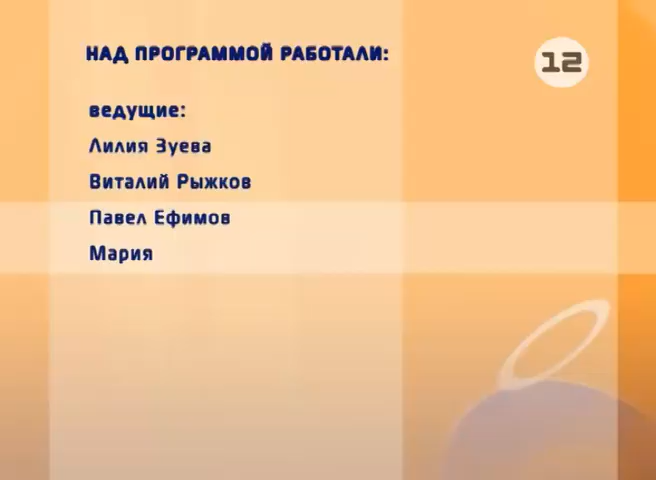 НАД ПРОГРАММОЙ РАБОТАЛИ:
12
ведущие:
Лилия Зуева
Виталий Рыжков
Павел Ефимов
Мария